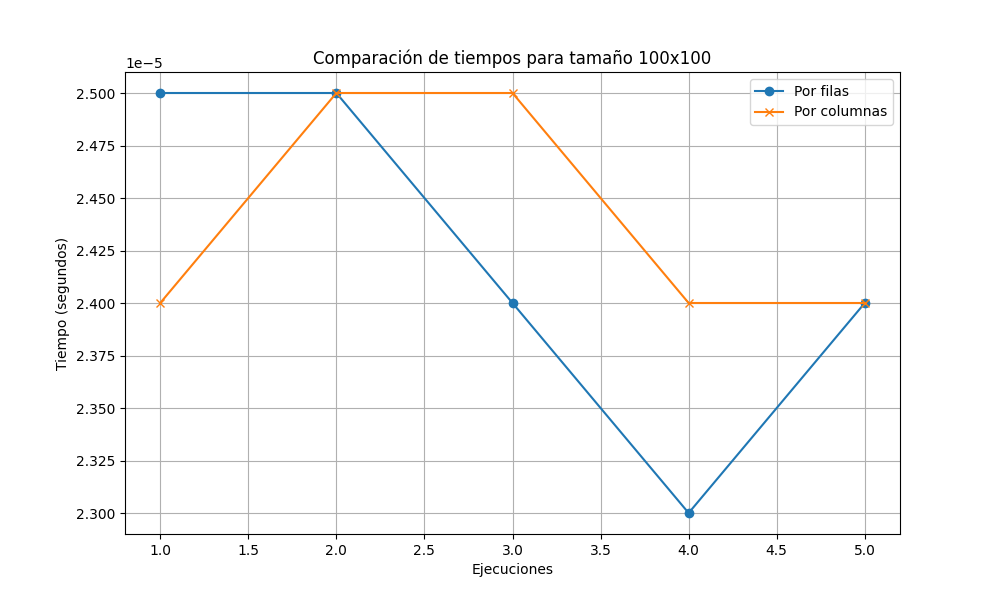 Comparación de tiempos para tamaño 100x100
1e−5
2.500
2.475
2.450
2.425
2.400
2.375
2.350
2.325
2.300
Tiempo (segundos)
Por filas
Por columnas
1.0 1.5 2.0 2.5 3.0 3.5 4.0 4.5 5.0
Ejecuciones